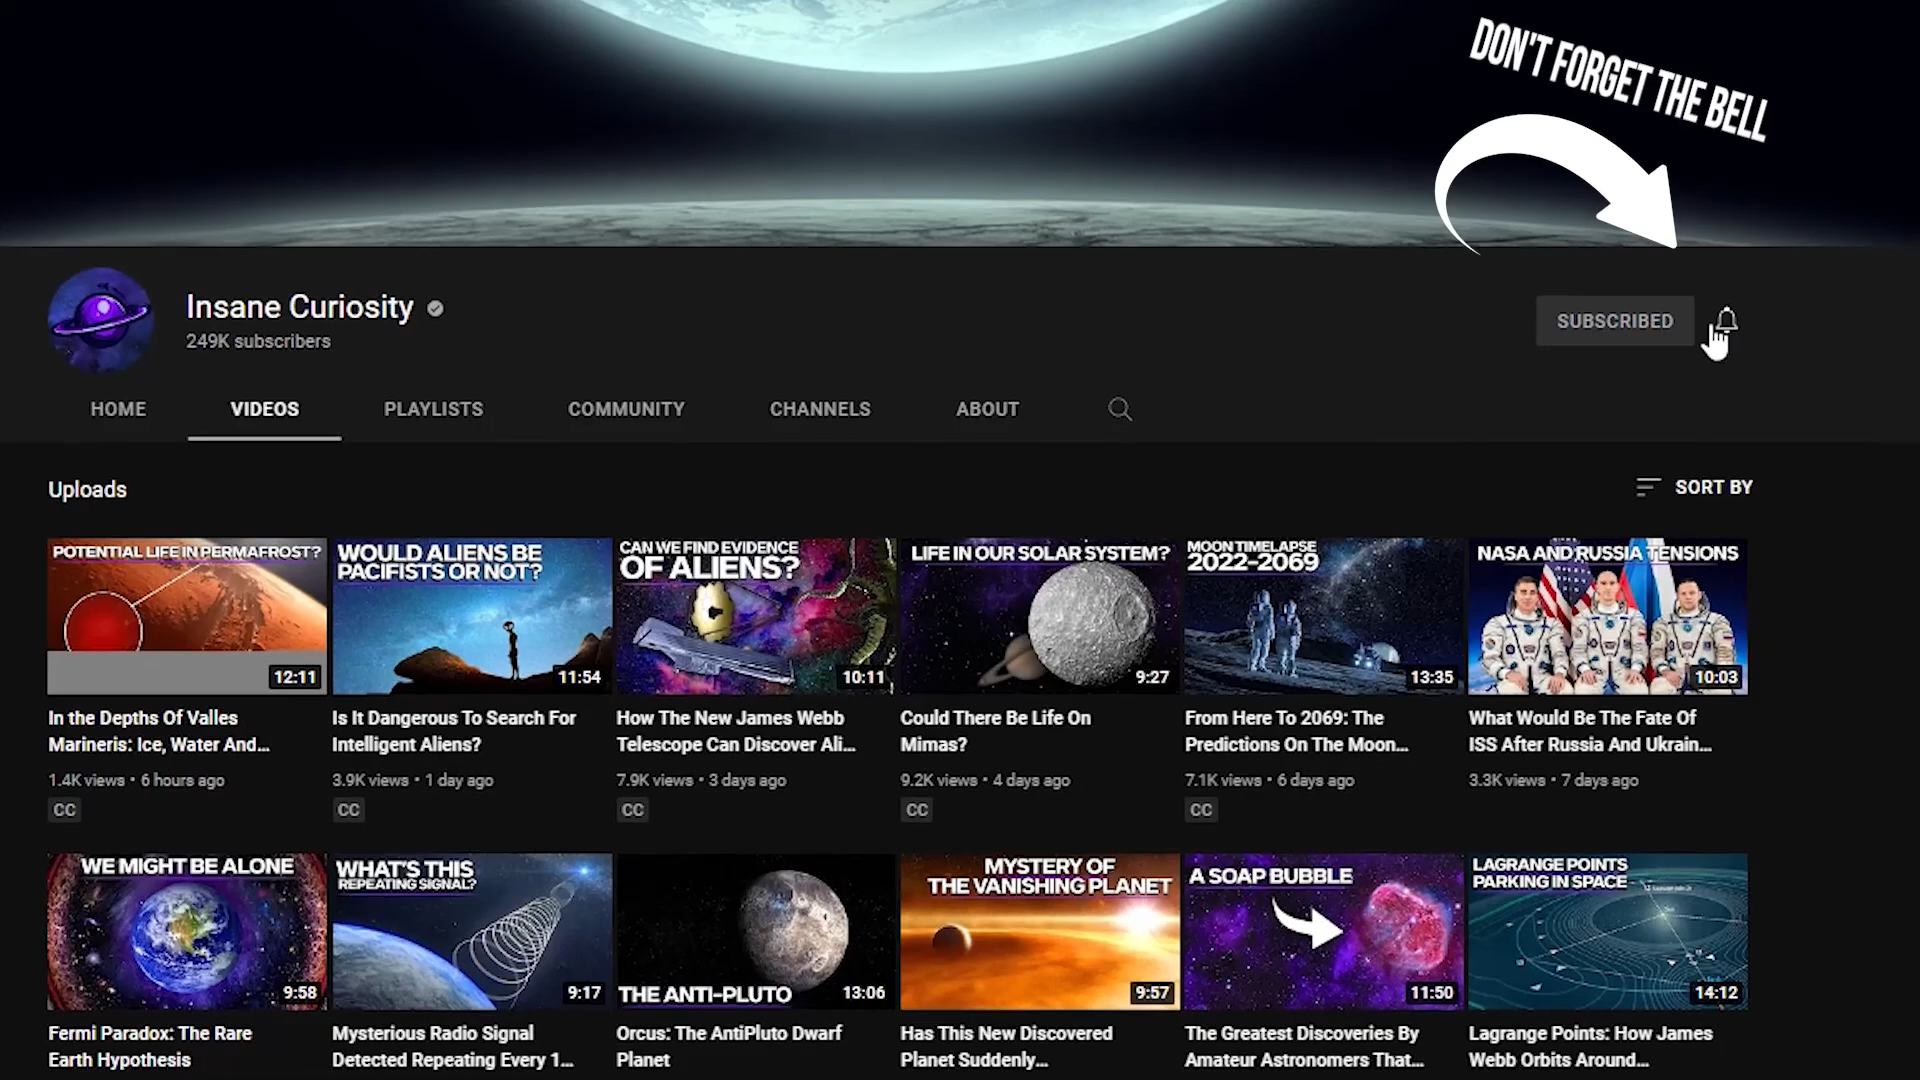 DON'T FORGET THE BELL
Insane Curiosity
249K subscribers
SUBSCRIBED
HOME
VIDEOS
PLAYLISTS
COMMUNITY
CHANNELS
ABOUT
Uploads
SORT BY
POTENTIAL LIFE IN PERMAFROST?
12:11
In the Depths Of Valles
Marineris: Ice, Water And...
1.4K views • 6 hours ago
CC
WOULD ALIENS BE
PACIFISTS OR NOT?
11:54
Is It Dangerous To Search For
Intelligent Aliens?
3.9K views • 1 day ago
CC
CAN WE FIND EVIDENCE
OF ALIENS?
10:11
How The New James Webb
Telescope Can Discover Ali...
7.9K views • 3 days ago
CC
LIFE IN OUR SOLAR SYSTEM?
9:27
Could There Be Life On
Mimas?
9.2K views • 4 days ago
CC
MOON TIMELAPSE
2022-2069
13:35
From Here To 2069: The
Predictions On The Moon...
7.1K views • 6 days ago
CC
NASA AND RUSSIA TENSIONS
10:03
What Would Be The Fate Of
ISS After Russia And Ukrain...
3.3K views • 7 days ago
WE MIGHT BE ALONE
9:58
Fermi Paradox: The Rare
Earth Hypothesis
WHAT'S THIS
REPEATING SIGNAL?
9:17
Mysterious Radio Signal
Detected Repeating Every 1...
THE ANTI-PLUTO
13:06
Orcus: The AntiPluto Dwarf
Planet
MYSTERY OF
THE VANISHING PLANET
9:57
Has This New Discovered
Planet Suddenly...
A SOAP BUBBLE
11:50
The Greatest Discoveries By
Amateur Astronomers That...
LAGRANGE POINTS
PARKING IN SPACE
14:12
Lagrange Points: How James
Webb Orbits Around...